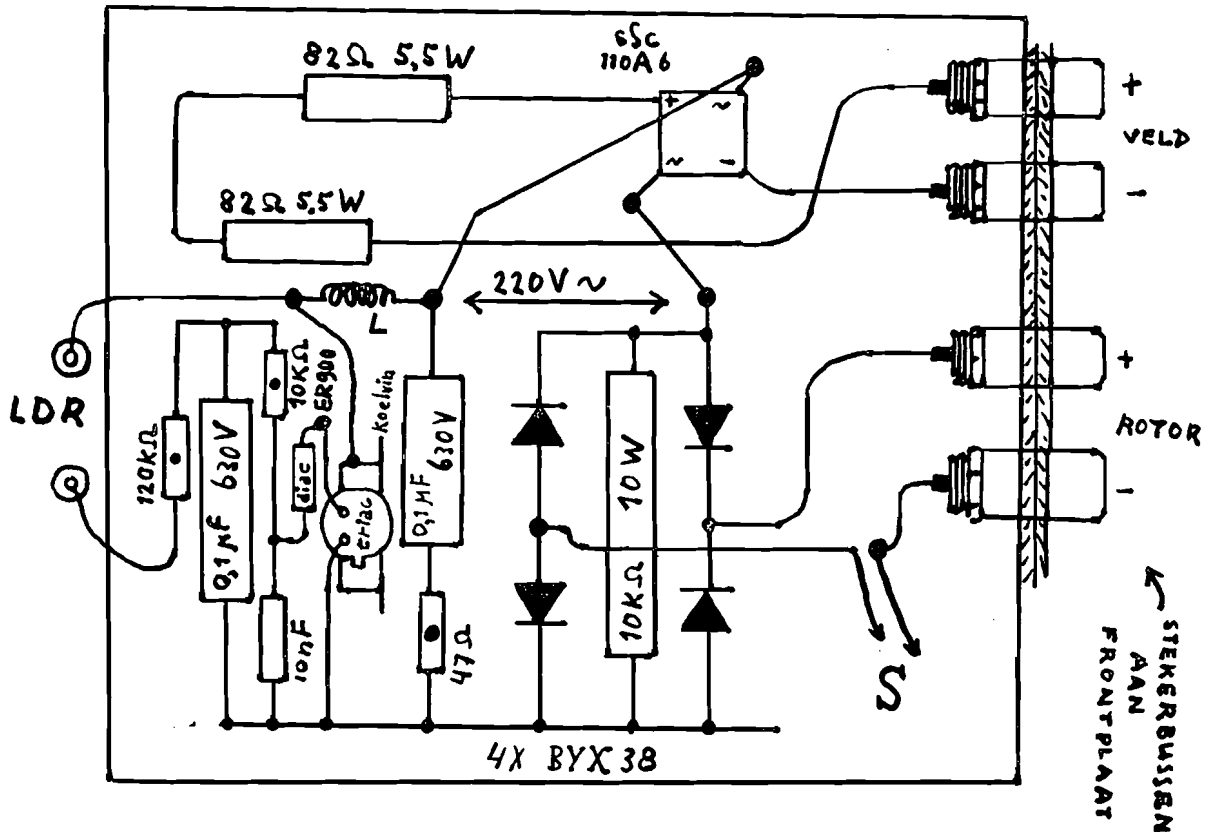 sSc
110A6
82Ω 5,5W
+
~
~
-
+
VELD
-
82Ω 5,5W
220V ~
L
LDR
120KΩ
0,1µF 630V
10KΩ
ER900
diac
triac
Koelvin
0,1µF 630V
10nF
47Ω
10KΩ 10W
+
ROTOR
-
S
STEKERBUSSEN
AAN
FRONTPLAAT
4X BYX38